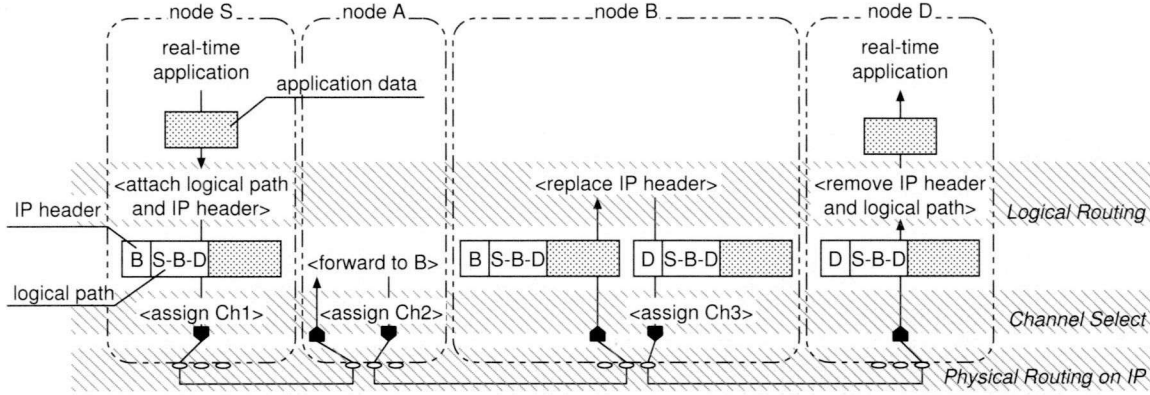 node S
node A
node B
node D
real-time
application
real-time
application
application data
<attach logical path
and IP header>
<replace IP header>
<remove IP header
and logical path>
Logical Routing
IP header
B S-B-D
<forward to B>
B S-B-D
D S-B-D
D S-B-D
logical path
<assign Ch1>
<assign Ch2>
<assign Ch3>
Channel Select
Physical Routing on IP